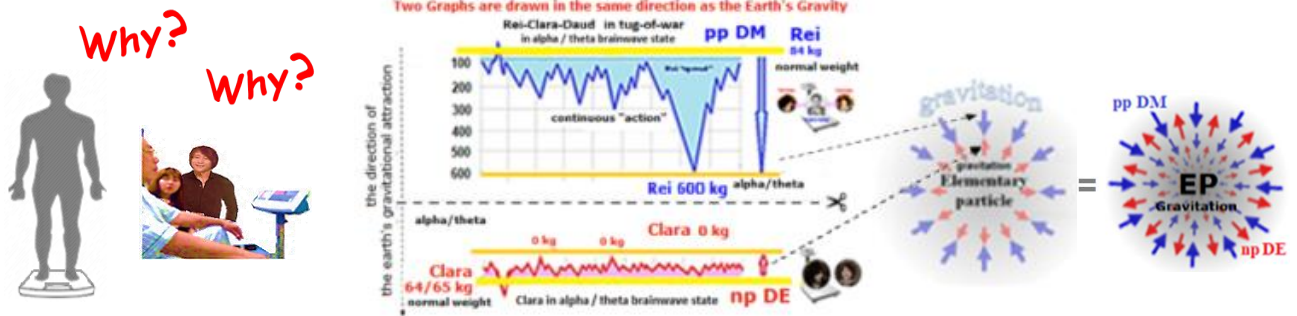 Why?
Why?
Two Graphs are drawn in the same direction as the Earth's Gravity
Rei-Clara-Daud in tug-of-war
in alpha / theta brainwave state
pp DM
Rei
84 kg
normal weight
100
200
300
400
500
600
continuous "action"
Rei 600 kg
alpha/theta
the direction of
the earth's gravitational attraction
alpha/theta
Clara 0 kg
0 kg
0 kg
Clara
64/65 kg
normal weight
Clara in alpha / theta brainwave state
np DE
gravitation
gravitation
Elementary
particle
=
pp DM
EP
Gravitation
np DE